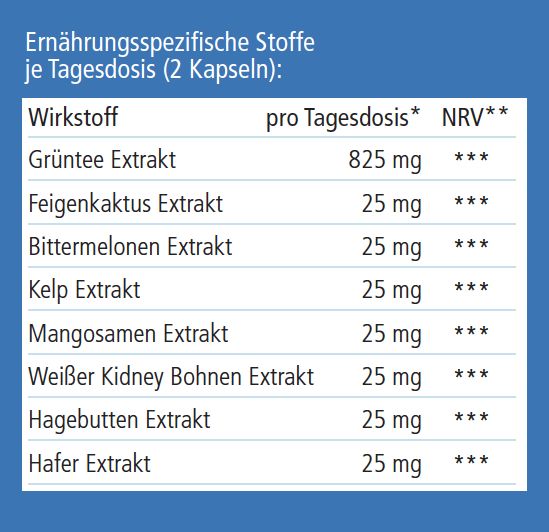 Ernährungsspezifische Stoffe
je Tagesdosis (2 Kapseln):
Wirkstoff pro Tagesdosis* NRV**
Grüntee Extrakt 825 mg ***
Feigenkaktus Extrakt 25 mg ***
Bittermelonen Extrakt 25 mg ***
Kelp Extrakt 25 mg ***
Mangosamen Extrakt 25 mg ***
Weißer Kidney Bohnen Extrakt 25 mg ***
Hagebutten Extrakt 25 mg ***
Hafer Extrakt 25 mg ***